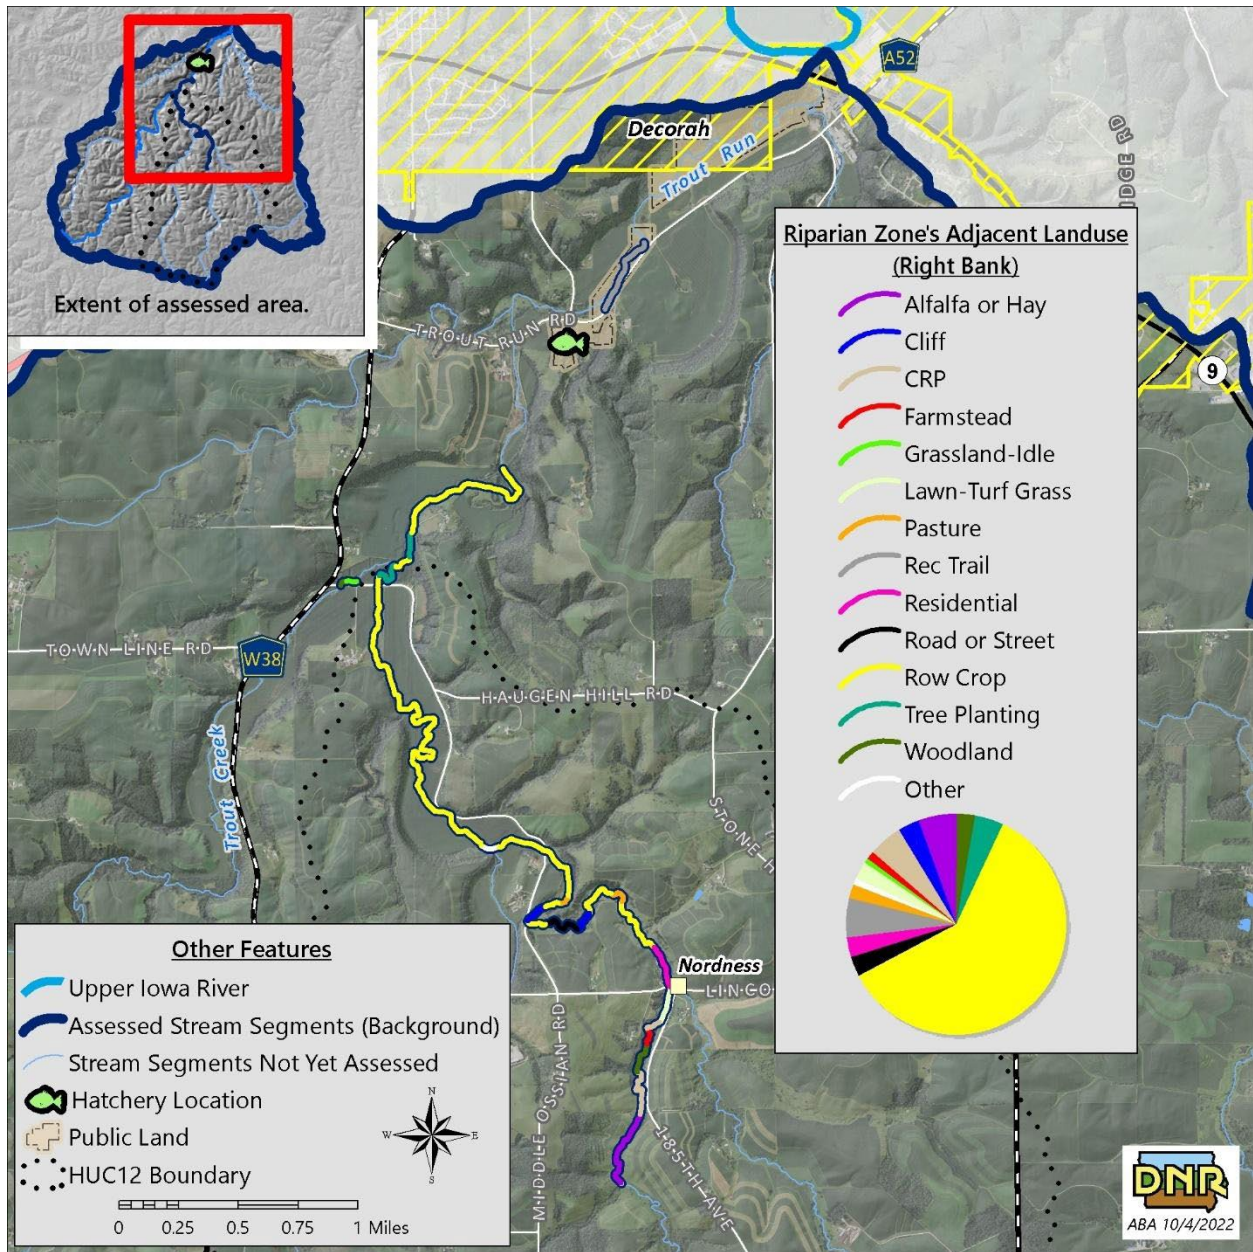 Extent of assessed area.
A52
Decorah
Trout Run
IDGE RD
TROUT RUN RD
9
Riparian Zone's Adjacent Landuse
(Right Bank)
Alfalfa or Hay
Cliff
CRP
Farmstead
Grassland-Idle
Lawn-Turf Grass
Pasture
Rec Trail
Residential
Road or Street
Row Crop
Tree Planting
Woodland
Other
TOWN LINE RD
W38
HAUGEN HILL RD
Trout Creek
STONE H
Nordness
LINCO
MIDDLE OSSIAN RD
185TH AVE
Other Features
Upper Iowa River
Assessed Stream Segments (Background)
Stream Segments Not Yet Assessed
Hatchery Location
Public Land
HUC12 Boundary
N
W E
S
0 0.25 0.5 0.75 1 Miles
DNR
ABA 10/4/2022